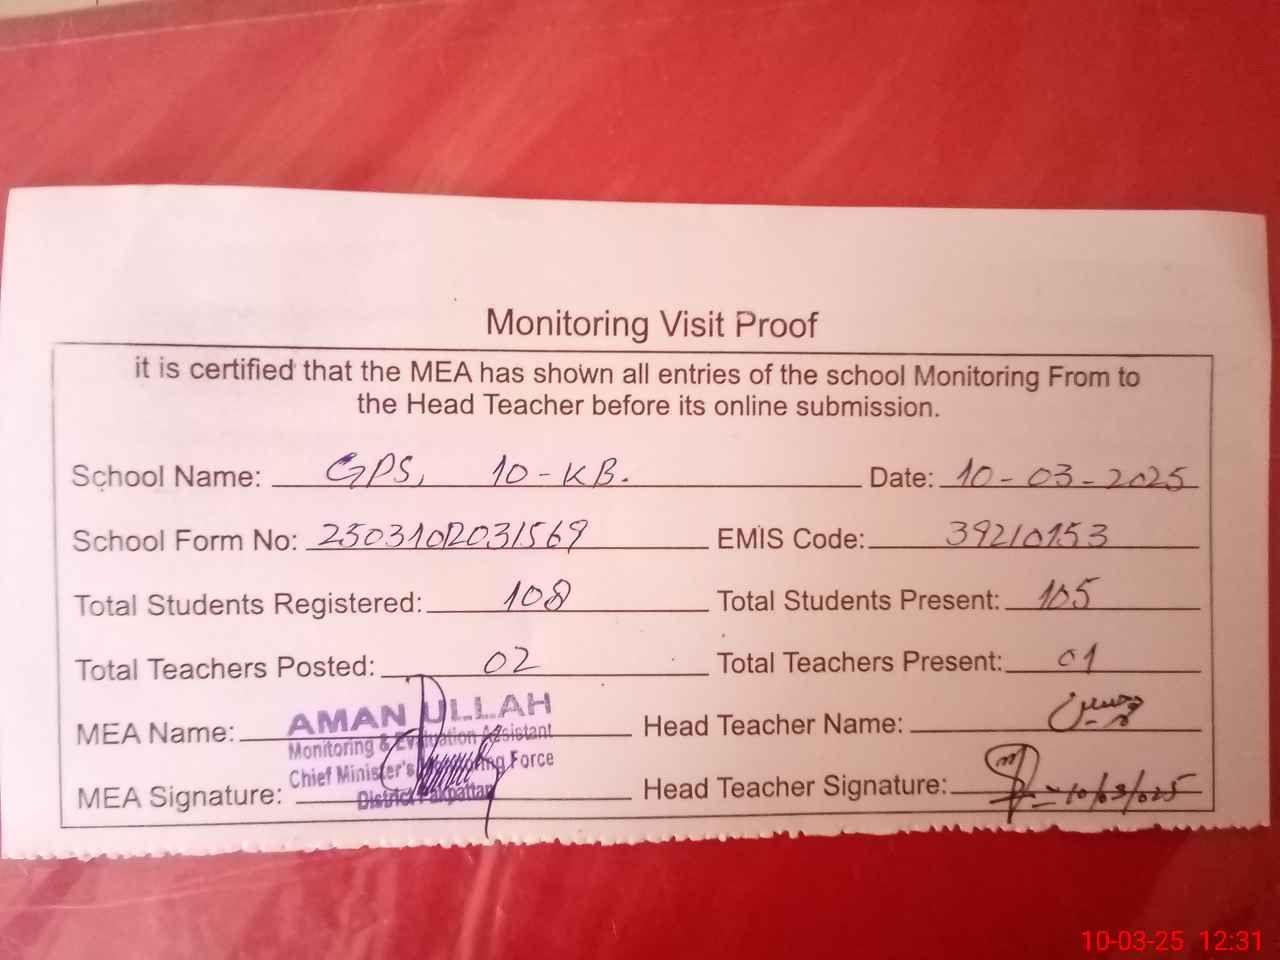 Monitoring Visit Proof
it is certified that the MEA has shown all entries of the school Monitoring From to
the Head Teacher before its online submission.
School Name: GPS, 10-KB. Date: 10-03-2025
School Form No: EMIS Code: 39210153
Total Students Registered: 108 Total Students Present: 105
Total Teachers Posted: 02 Total Teachers Present: 01
MEA Name: AMAN ULLAH Head Teacher Name:
Monitoring & Evaluation Assistant
Chief Minister's Monitoring Force
District Pakpattan
MEA Signature: Head Teacher Signature: 10/03/025
10-03-25 12:31